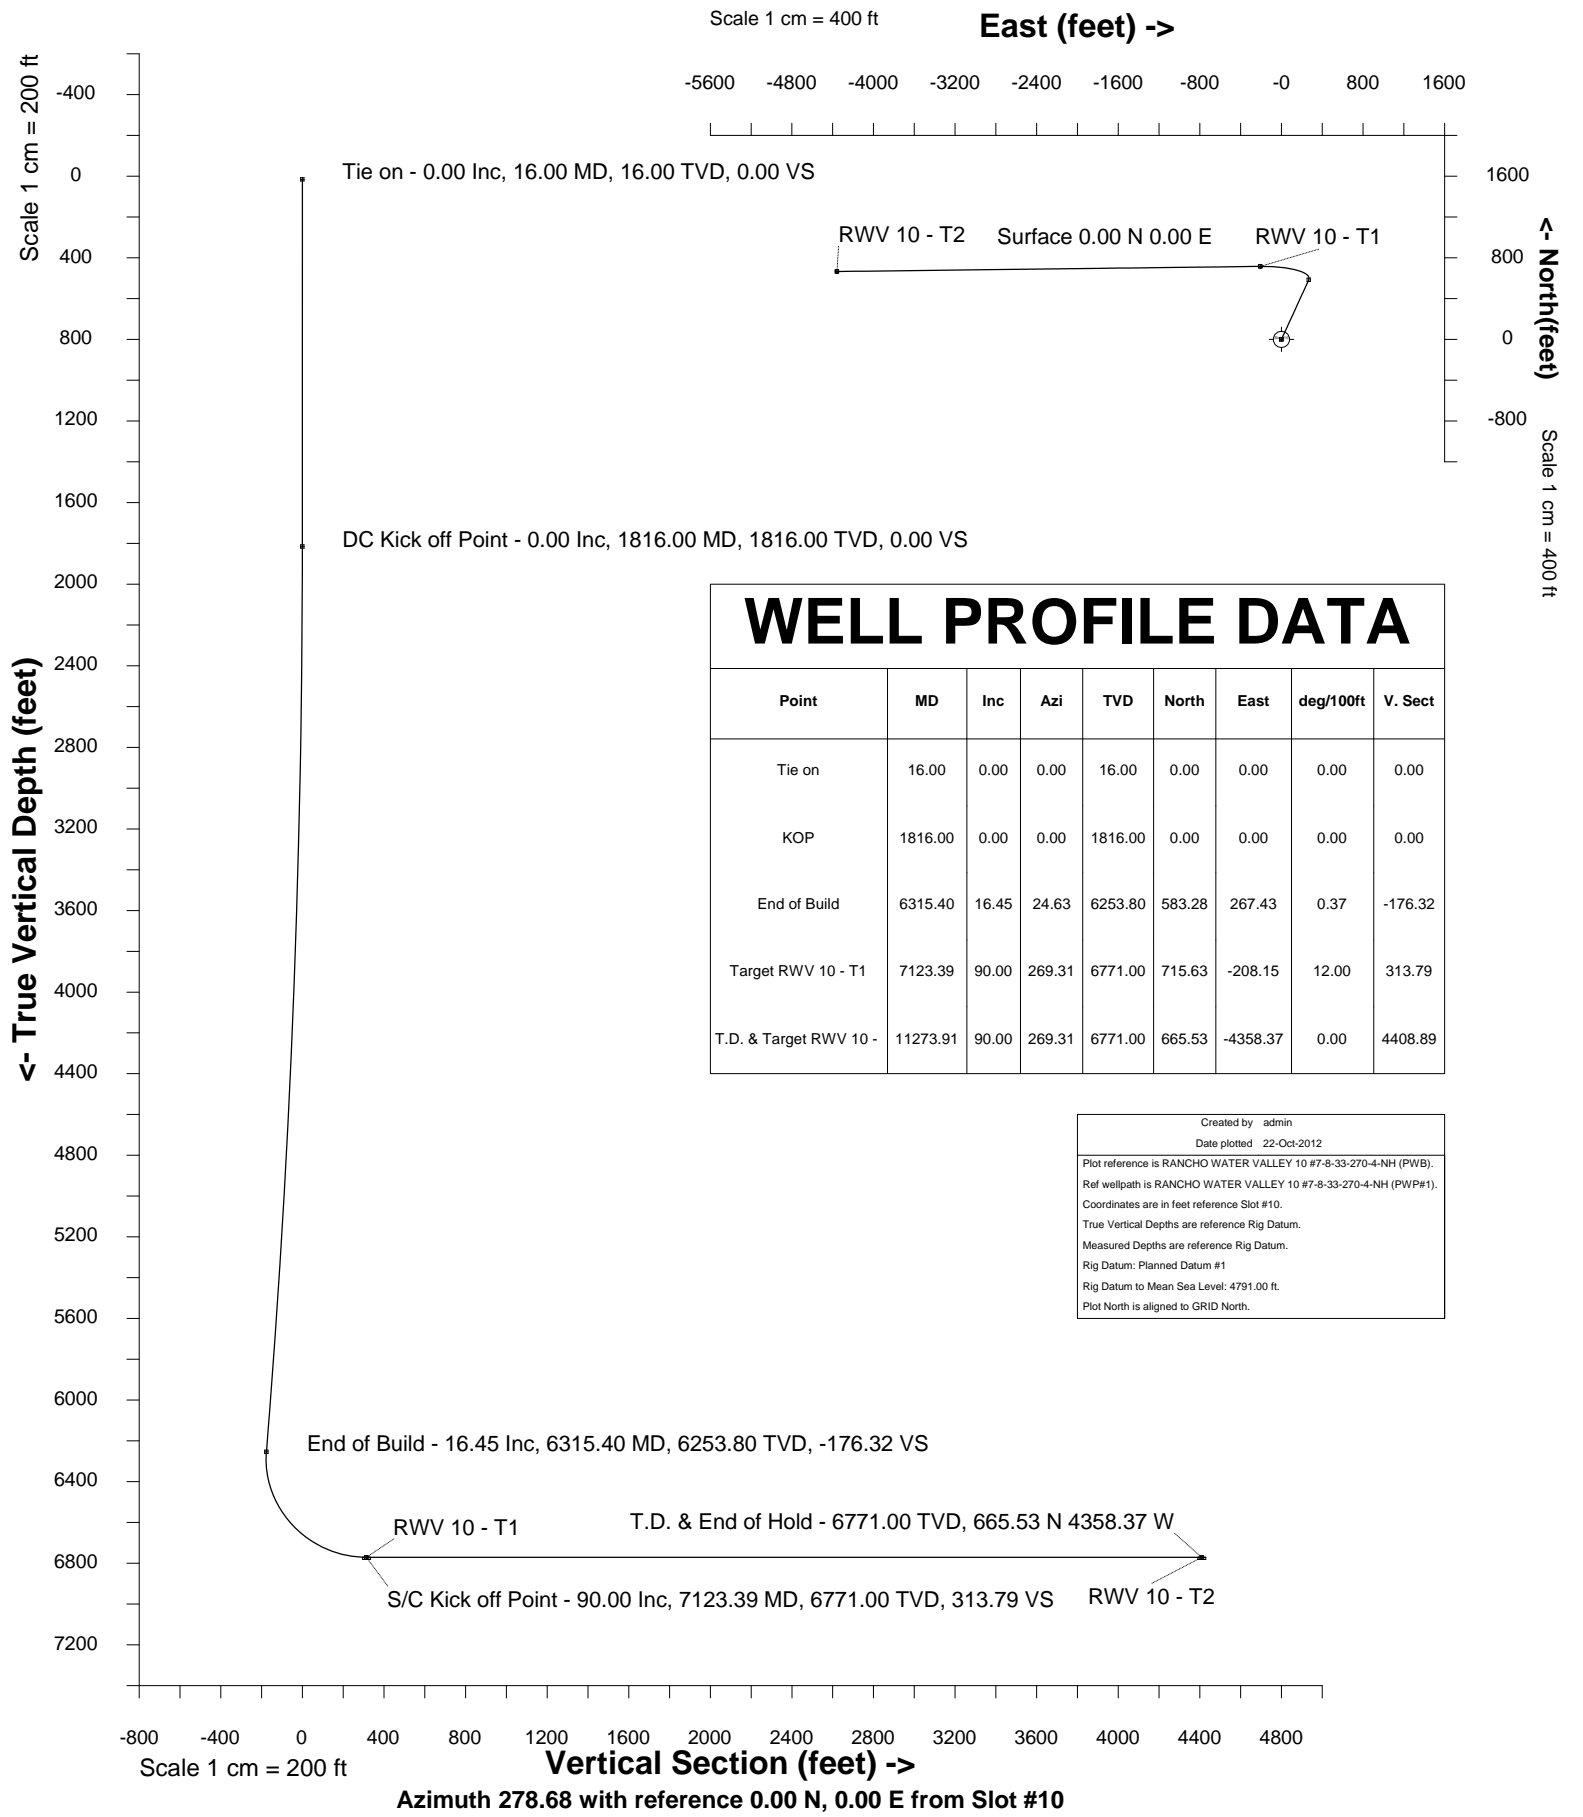 Scale 1 cm = 400 ft
East (feet) ->
-5600 -4800 -4000 -3200 -2400 -1600 -800 -0 800 1600
Scale 1 cm = 200 ft
-400
0
400
800
1200
1600
2000
2400
2800
3200
3600
4000
4400
4800
5200
5600
6000
6400
6800
7200
<- True Vertical Depth (feet)
Tie on - 0.00 Inc, 16.00 MD, 16.00 TVD, 0.00 VS
RWV 10 - T2 Surface 0.00 N 0.00 E RWV 10 - T1
1600
800
0
-800
<- North(feet)
Scale 1 cm = 400 ft
DC Kick off Point - 0.00 Inc, 1816.00 MD, 1816.00 TVD, 0.00 VS
WELL PROFILE DATA
Point MD Inc Azi TVD North East deg/100ft V. Sect
Tie on 16.00 0.00 0.00 16.00 0.00 0.00 0.00 0.00
KOP 1816.00 0.00 0.00 1816.00 0.00 0.00 0.00 0.00
End of Build 6315.40 16.45 24.63 6253.80 583.28 267.43 0.37 -176.32
Target RWV 10 - T1 7123.39 90.00 269.31 6771.00 715.63 -208.15 12.00 313.79
T.D. & Target RWV 10 - 11273.91 90.00 269.31 6771.00 665.53 -4358.37 0.00 4408.89
Created by admin
Date plotted 22-Oct-2012
Plot reference is RANCHO WATER VALLEY 10 #7-8-33-270-4-NH (PWB).
Ref wellpath is RANCHO WATER VALLEY 10 #7-8-33-270-4-NH (PWP#1).
Coordinates are in feet reference Slot #10.
True Vertical Depths are reference Rig Datum.
Measured Depths are reference Rig Datum.
Rig Datum: Planned Datum #1
Rig Datum to Mean Sea Level: 4791.00 ft.
Plot North is aligned to GRID North.
End of Build - 16.45 Inc, 6315.40 MD, 6253.80 TVD, -176.32 VS
RWV 10 - T1
T.D. & End of Hold - 6771.00 TVD, 665.53 N 4358.37 W
S/C Kick off Point - 90.00 Inc, 7123.39 MD, 6771.00 TVD, 313.79 VS
RWV 10 - T2
-800 -400 0 400 800 1200 1600 2000 2400 2800 3200 3600 4000 4400 4800
Scale 1 cm = 200 ft
Vertical Section (feet) ->
Azimuth 278.68 with reference 0.00 N, 0.00 E from Slot #10